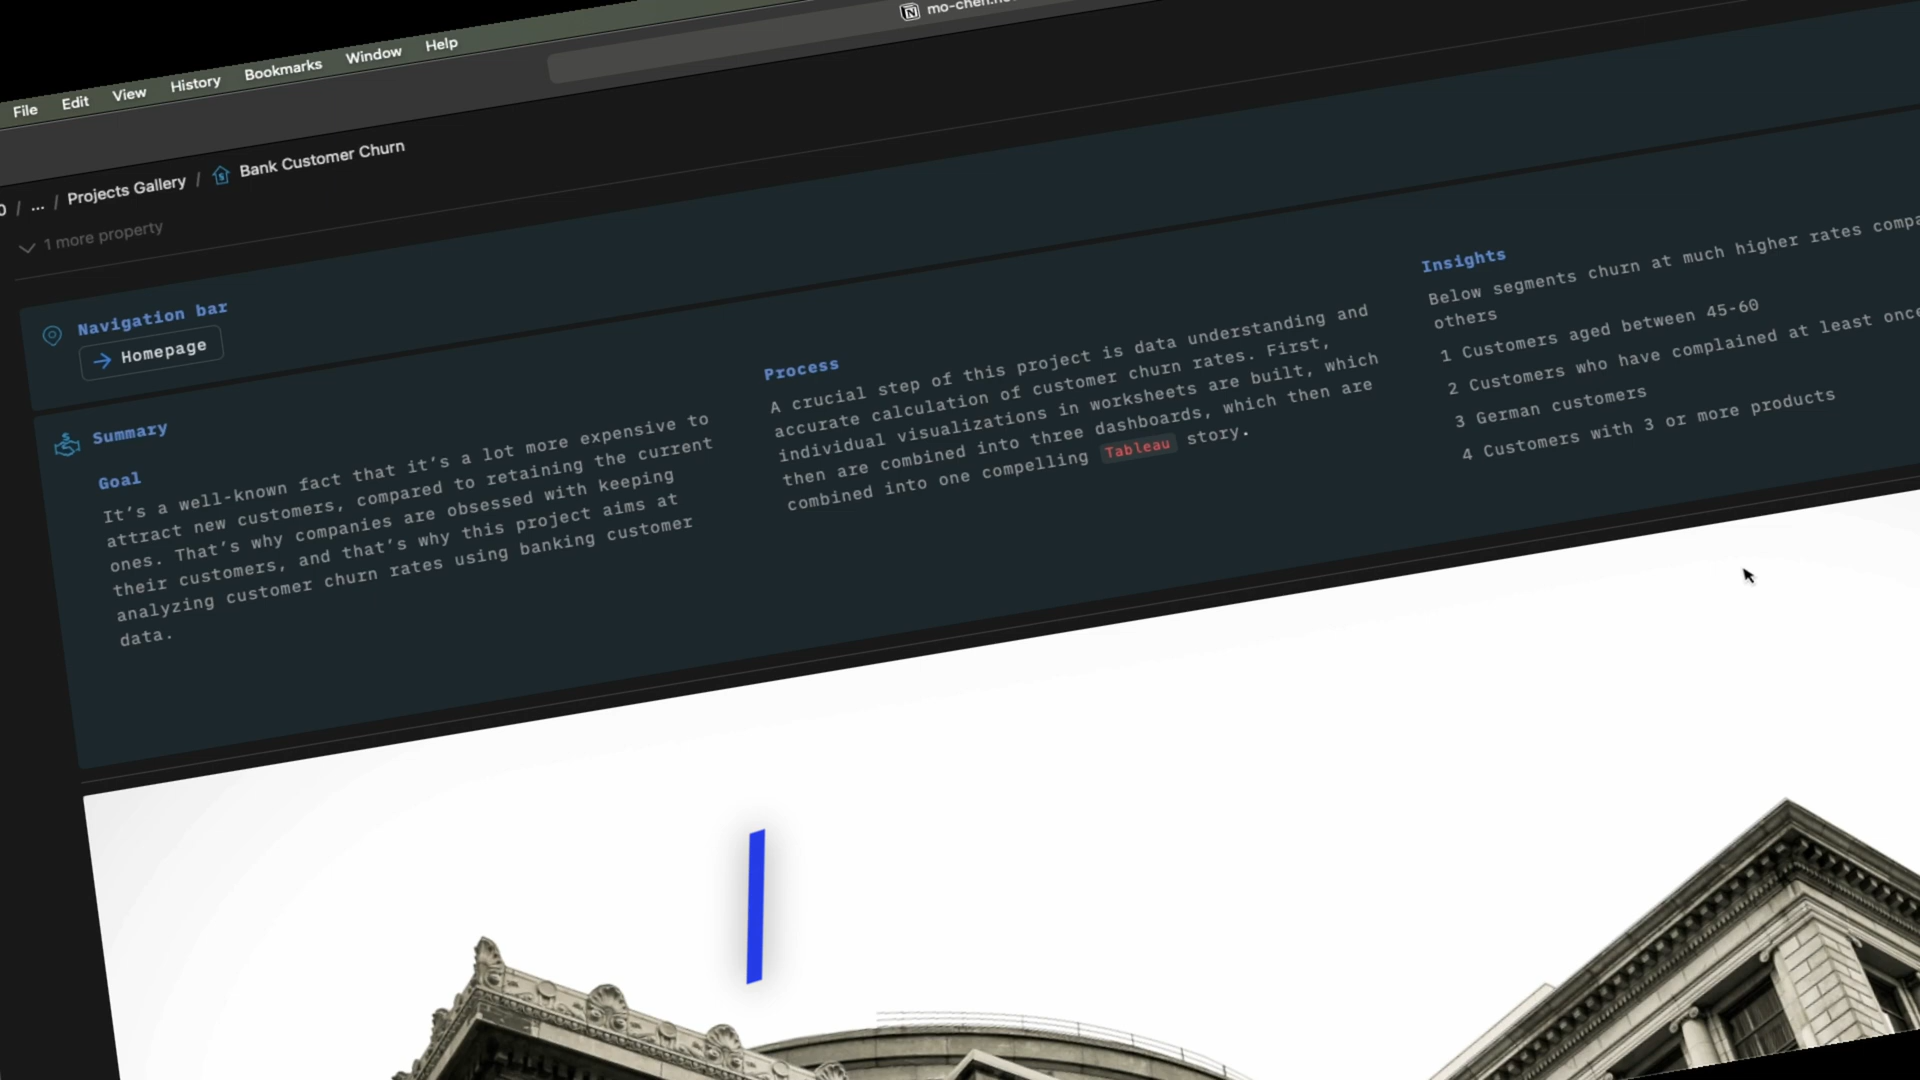 File Edit View History Bookmarks Window Help
/ ... / Projects Gallery / Bank Customer Churn
1 more property
Navigation bar
Homepage
Summary
Goal
It's a well-known fact that it's a lot more expensive to
attract new customers, compared to retaining the current
ones. That's why companies are obsessed with keeping
their customers, and that's why this project aims at
analyzing customer churn rates using banking customer
data.
Process
A crucial step of this project is data understanding and
accurate calculation of customer churn rates. First,
individual visualizations in worksheets are built, which
then are combined into three dashboards, which then are
combined into one compelling Tableau story.
Insights
Below segments churn at much higher rates
others
1 Customers aged between 45-60
2 Customers who have complained at least once
3 German customers
4 Customers with 3 or more products